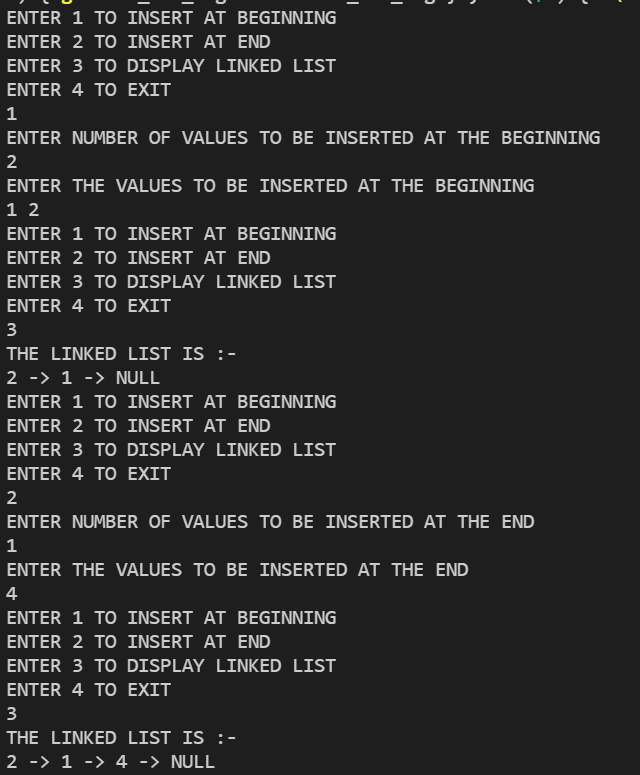 ENTER 1 TO INSERT AT BEGINNING
ENTER 2 TO INSERT AT END
ENTER 3 TO DISPLAY LINKED LIST
ENTER 4 TO EXIT
1
ENTER NUMBER OF VALUES TO BE INSERTED AT THE BEGINNING
2
ENTER THE VALUES TO BE INSERTED AT THE BEGINNING
1 2
ENTER 1 TO INSERT AT BEGINNING
ENTER 2 TO INSERT AT END
ENTER 3 TO DISPLAY LINKED LIST
ENTER 4 TO EXIT
3
THE LINKED LIST IS :-
2 -> 1 -> NULL
ENTER 1 TO INSERT AT BEGINNING
ENTER 2 TO INSERT AT END
ENTER 3 TO DISPLAY LINKED LIST
ENTER 4 TO EXIT
2
ENTER NUMBER OF VALUES TO BE INSERTED AT THE END
1
ENTER THE VALUES TO BE INSERTED AT THE END
4
ENTER 1 TO INSERT AT BEGINNING
ENTER 2 TO INSERT AT END
ENTER 3 TO DISPLAY LINKED LIST
ENTER 4 TO EXIT
3
THE LINKED LIST IS :-
2 -> 1 -> 4 -> NULL